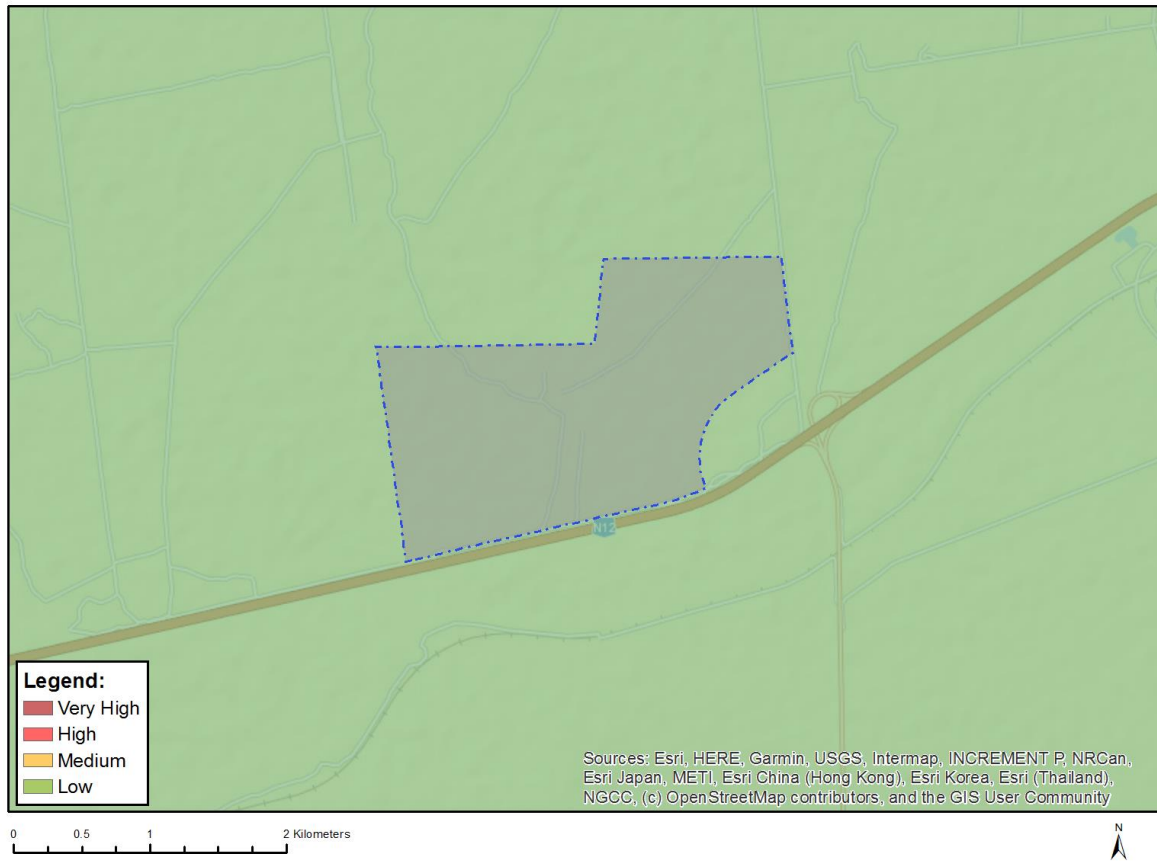 N12
Legend:
Very High
High
Medium
Low
Sources: Esri, HERE, Garmin, USGS, Intermap, INCREMENT P, NRCan,
Esri Japan, METI, Esri China (Hong Kong), Esri Korea, Esri (Thailand),
NGCC, (c) OpenStreetMap contributors, and the GIS User Community
0 0.5 1 2 Kilometers
N